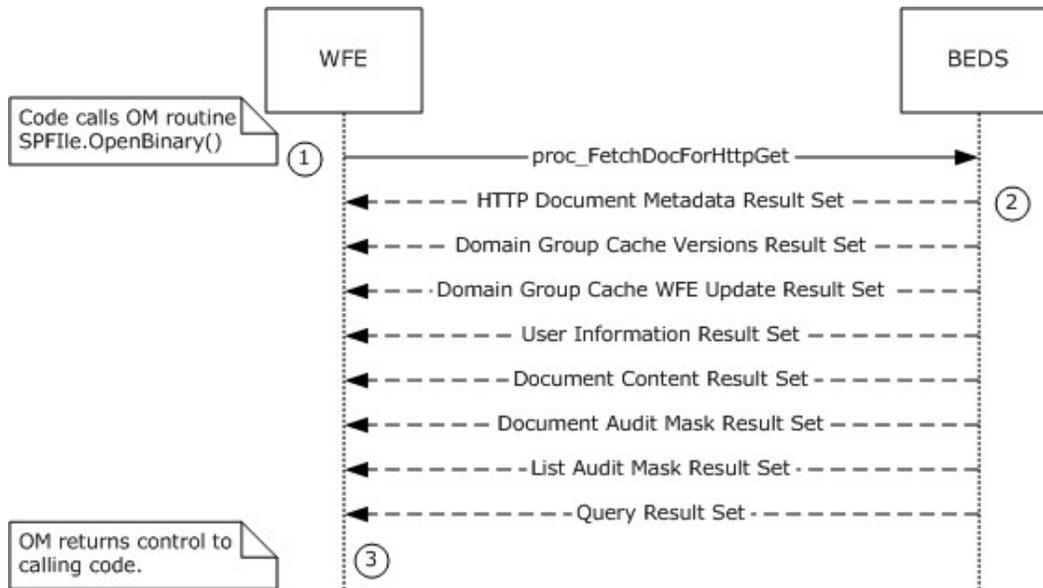 WFE
BEDS
Code calls OM routine
SPFIle.OpenBinary()
1
proc_FetchDocForHttpGet
HTTP Document Metadata Result Set
2
Domain Group Cache Versions Result Set
Domain Group Cache WFE Update Result Set
User Information Result Set
Document Content Result Set
Document Audit Mask Result Set
List Audit Mask Result Set
Query Result Set
OM returns control to
calling code.
3